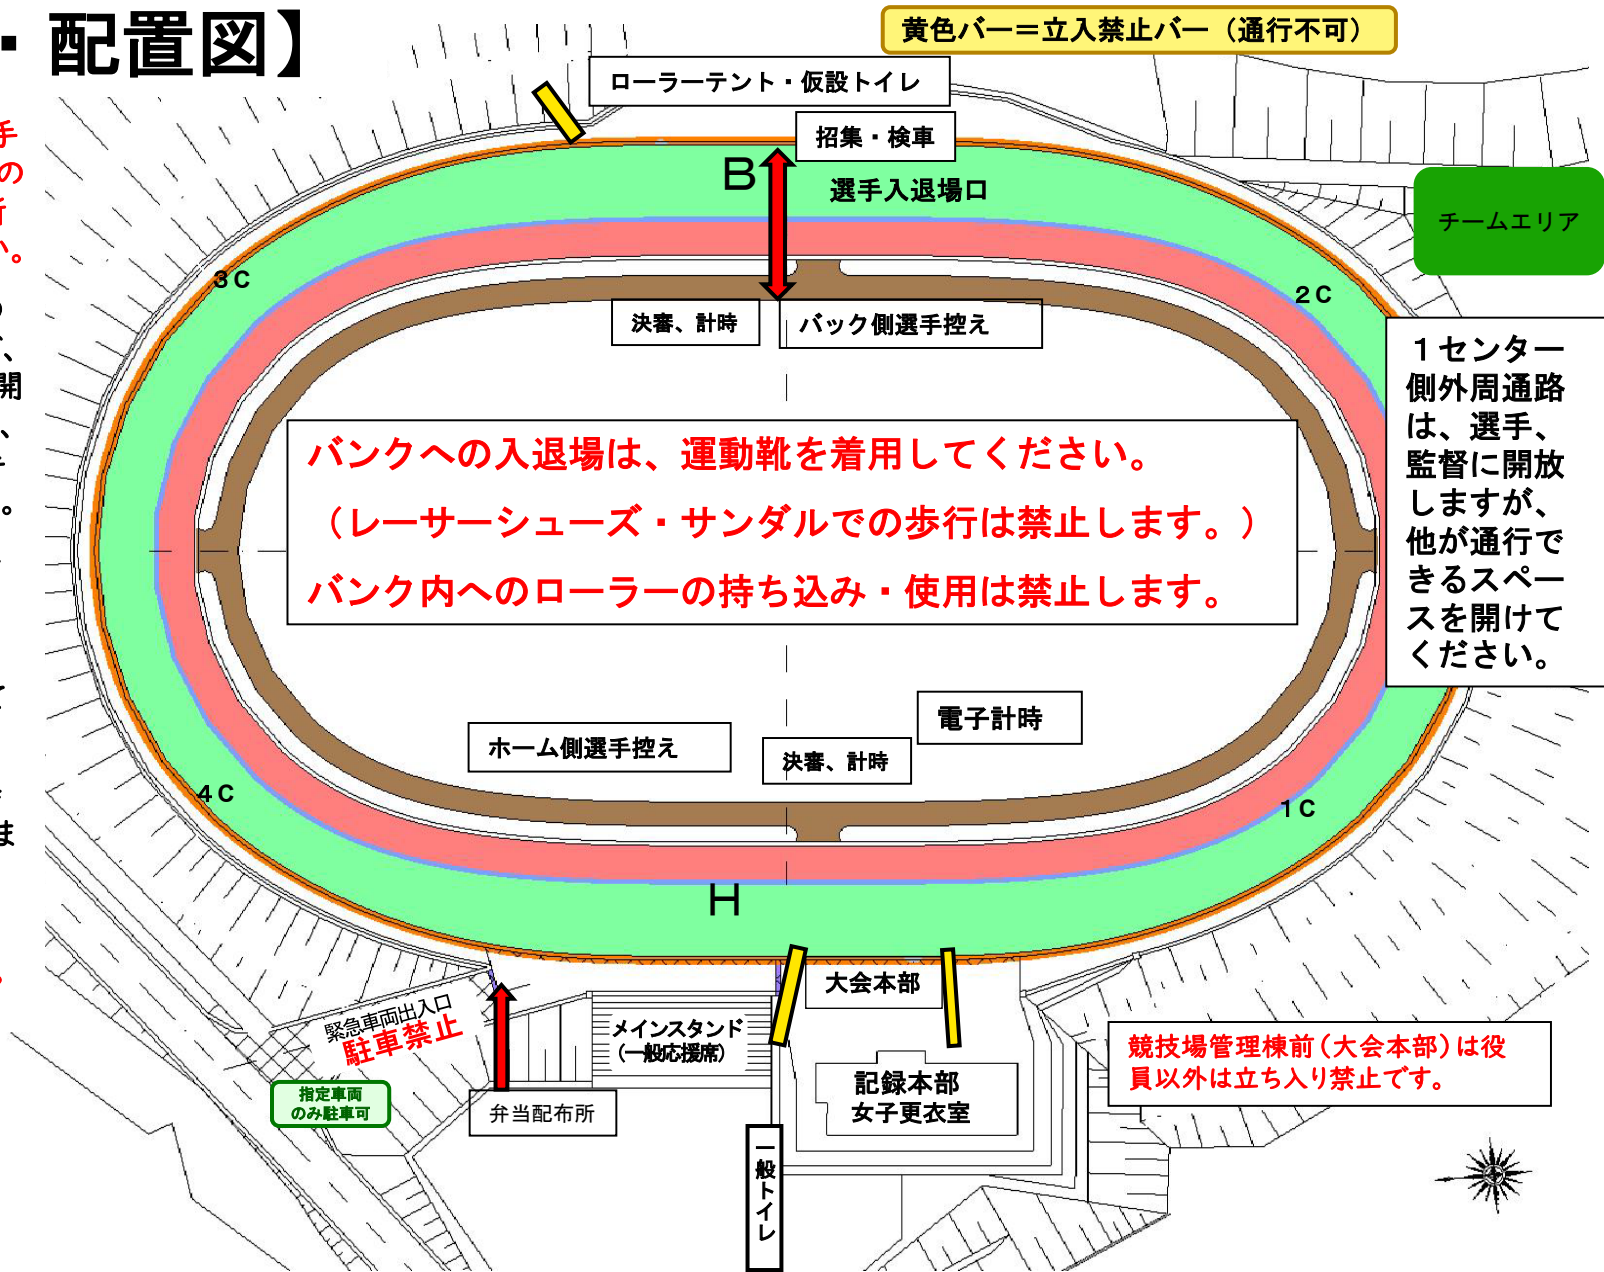 ・配置図】
黄色バー＝立入禁止バー（通行不可）
ローラーテント・仮設トイレ
招集・検車
B
選手入退場口
チームエリア
3C
2C
決審、計時
バック側選手控え
１センター
側外周通路
は、選手、
監督に開放
しますが、
他が通行で
きるスペー
スを開けて
ください。
バンクへの入退場は、運動靴を着用してください。
（レーサーシューズ・サンダルでの歩行は禁止します。）
バンク内へのローラーの持ち込み・使用は禁止します。
手
の
、
開
、
。
ま
電子計時
ホーム側選手控え
決審、計時
4C
1C
H
大会本部
緊急車両出入口
駐車禁止
メインスタンド
（一般応援席）
指定車両
のみ駐車可
弁当配布所
記録本部
女子更衣室
一般トイレ
競技場管理棟前（大会本部）は役
員以外は立ち入り禁止です。